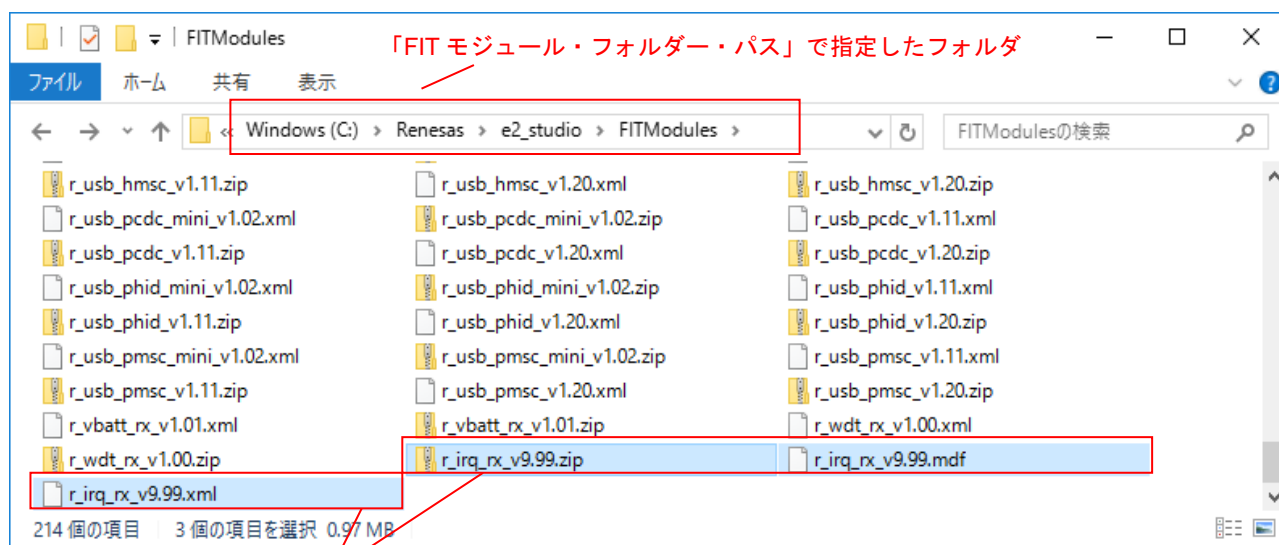 FITModules
「FIT モジュール・フォルダー・パス」で指定したフォルダ
ファイル ホーム 共有 表示
« Windows (C:) › Renesas › e2_studio › FITModules ›
FITModulesの検索
r_usb_hmsc_v1.11.zip r_usb_hmsc_v1.20.xml r_usb_hmsc_v1.20.zip
r_usb_pcdc_mini_v1.02.xml r_usb_pcdc_mini_v1.02.zip r_usb_pcdc_v1.11.xml
r_usb_pcdc_v1.11.zip r_usb_pcdc_v1.20.xml r_usb_pcdc_v1.20.zip
r_usb_phid_mini_v1.02.xml r_usb_phid_mini_v1.02.zip r_usb_phid_v1.11.xml
r_usb_phid_v1.11.zip r_usb_phid_v1.20.xml r_usb_phid_v1.20.zip
r_usb_pmsc_mini_v1.02.xml r_usb_pmsc_mini_v1.02.zip r_usb_pmsc_v1.11.xml
r_usb_pmsc_v1.11.zip r_usb_pmsc_v1.20.xml r_usb_pmsc_v1.20.zip
r_vbatt_rx_v1.01.xml r_vbatt_rx_v1.01.zip r_wdt_rx_v1.00.xml
r_wdt_rx_v1.00.zip r_irq_rx_v9.99.zip r_irq_rx_v9.99.mdf
r_irq_rx_v9.99.xml
214 個の項目 3 個の項目を選択 0.97 MB